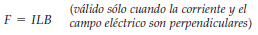 F = ILB (válido sólo cuando la corriente y el
campo eléctrico son perpendiculares)